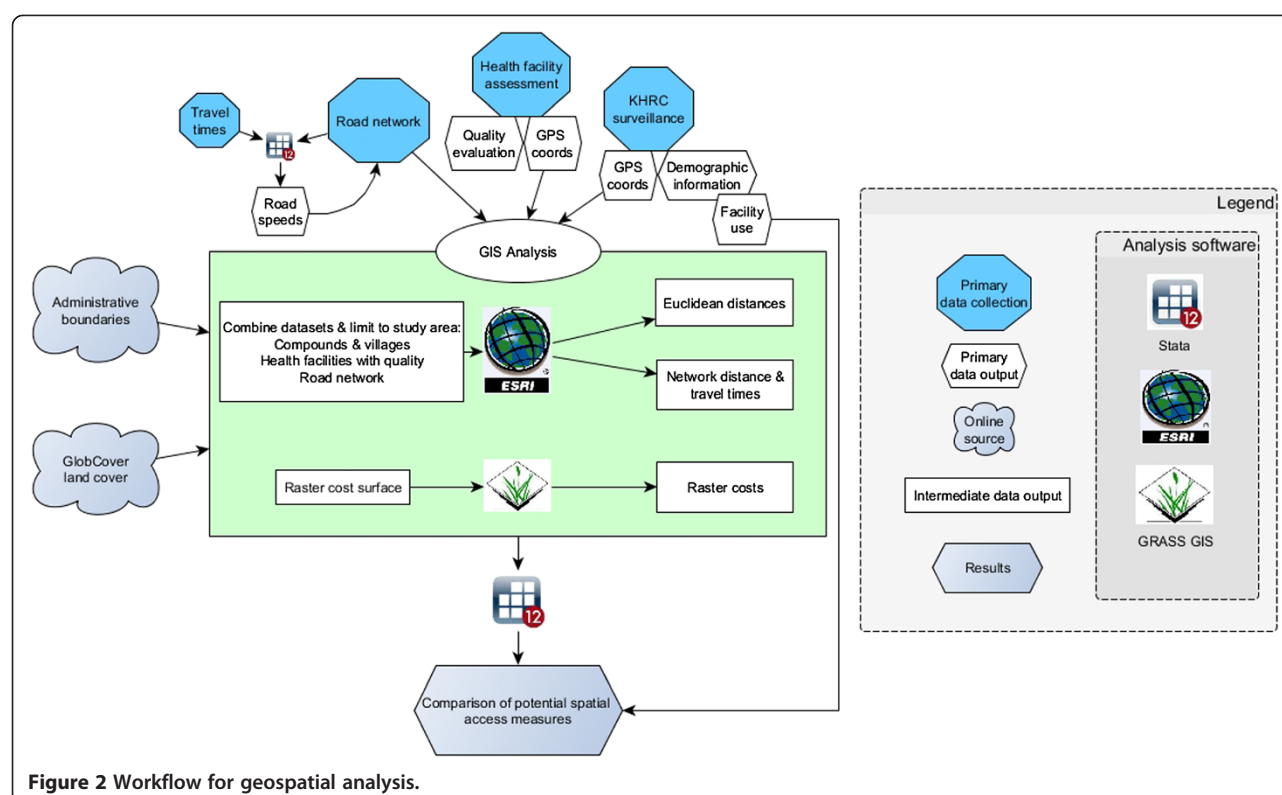 Health facility
assessment
KHRC
surveillance
Travel
times
Road network
12
Quality
evaluation
GPS
coords
GPS
coords
Demographic
information
Road
speeds
Facility
use
GIS Analysis
Administrative
boundaries
GlobCover
land cover
Combine datasets & limit to study area:
Compounds & villages
Health facilities with quality
Road network
ESRI
®
Euclidean distances
Network distance &
travel times
Raster cost surface
Raster costs
12
Comparison of potential spatial
access measures
Legend
Primary
data collection
Primary
data output
Online
source
Intermediate data output
Results
Analysis software
12
Stata
ESRI
®
GRASS GIS
Figure 2 Workflow for geospatial analysis.